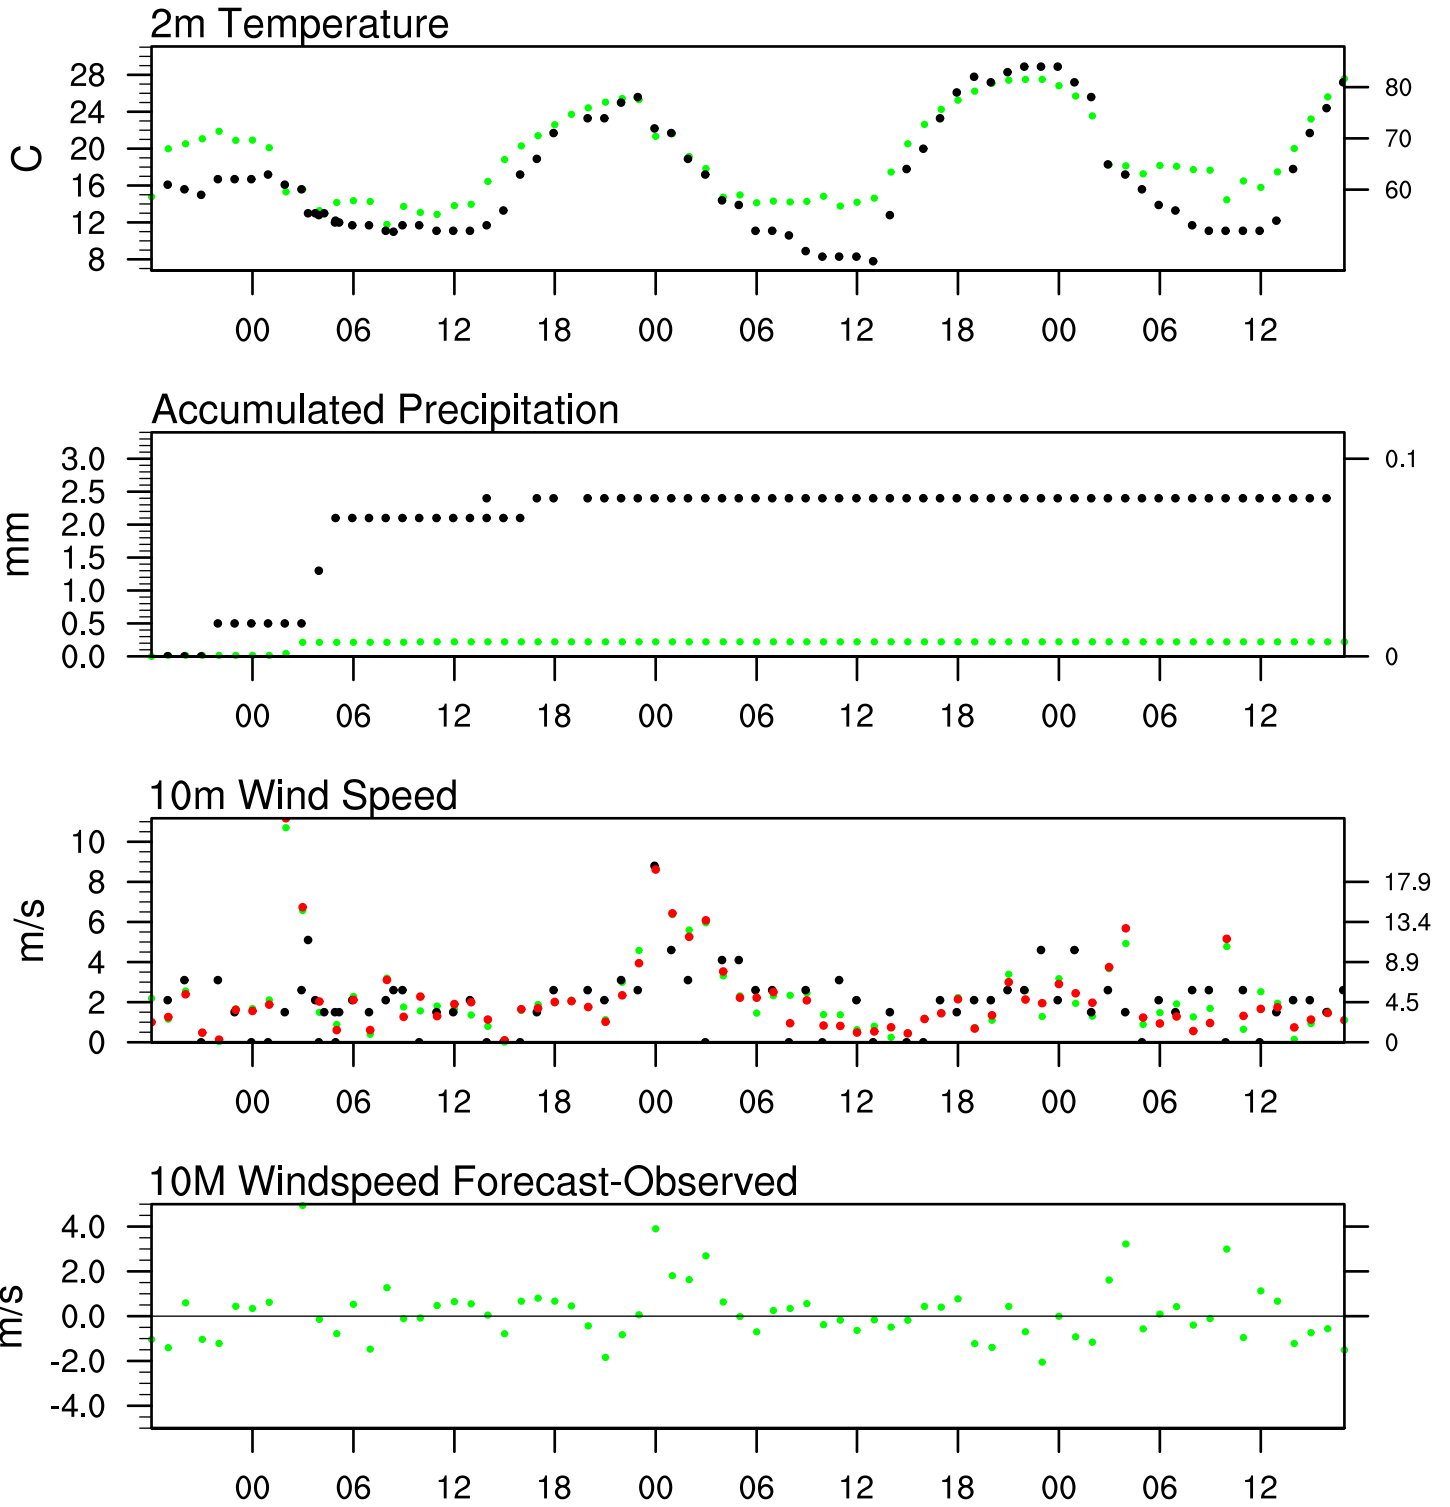 2m Temperature
28
24
20
16
12
8
C
80
70
60
00 06 12 18 00 06 12 18 00 06 12
Accumulated Precipitation
3.0
2.5
2.0
1.5
1.0
0.5
0.0
mm
0.1
0
00 06 12 18 00 06 12 18 00 06 12
10m Wind Speed
10
8
6
4
2
0
m/s
17.9
13.4
8.9
4.5
0
00 06 12 18 00 06 12 18 00 06 12
10M Windspeed Forecast-Observed
4.0
2.0
0.0
-2.0
-4.0
m/s
00 06 12 18 00 06 12 18 00 06 12